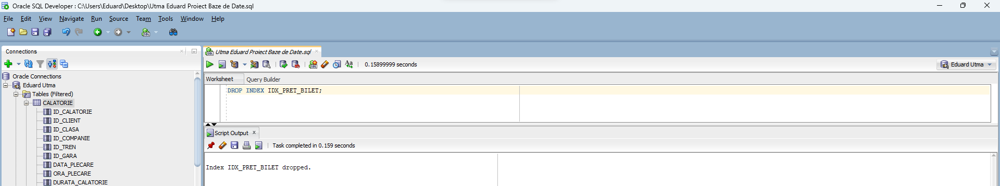 Oracle SQL Developer : C:\Users\Eduard\Desktop\Utma Eduard Proiect Baze de Date.sql
File Edit View Navigate Run Source Team Tools Window Help
Connections
Oracle Connections
Eduard Utma
Tables (Filtered)
CALATORIE
ID_CALATORIE
ID_CLIENT
ID_CLASA
ID_COMPANIE
ID_TREN
ID_GARA
DATA_PLECARE
ORA_PLECARE
DURATA_CALATORIE
Utma Eduard Proiect Baze de Date.sql
0.15899999 seconds
Eduard Utma
Worksheet Query Builder
DROP INDEX IDX_PRET_BILET;
Script Output
Task completed in 0.159 seconds
Index IDX_PRET_BILET dropped.